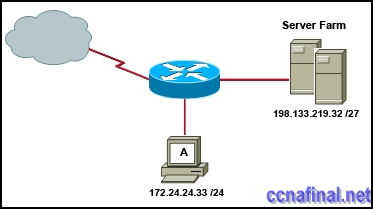 Server Farm
198.133.219.32 /27
A
172.24.24.33 /24
ccnafinal.net